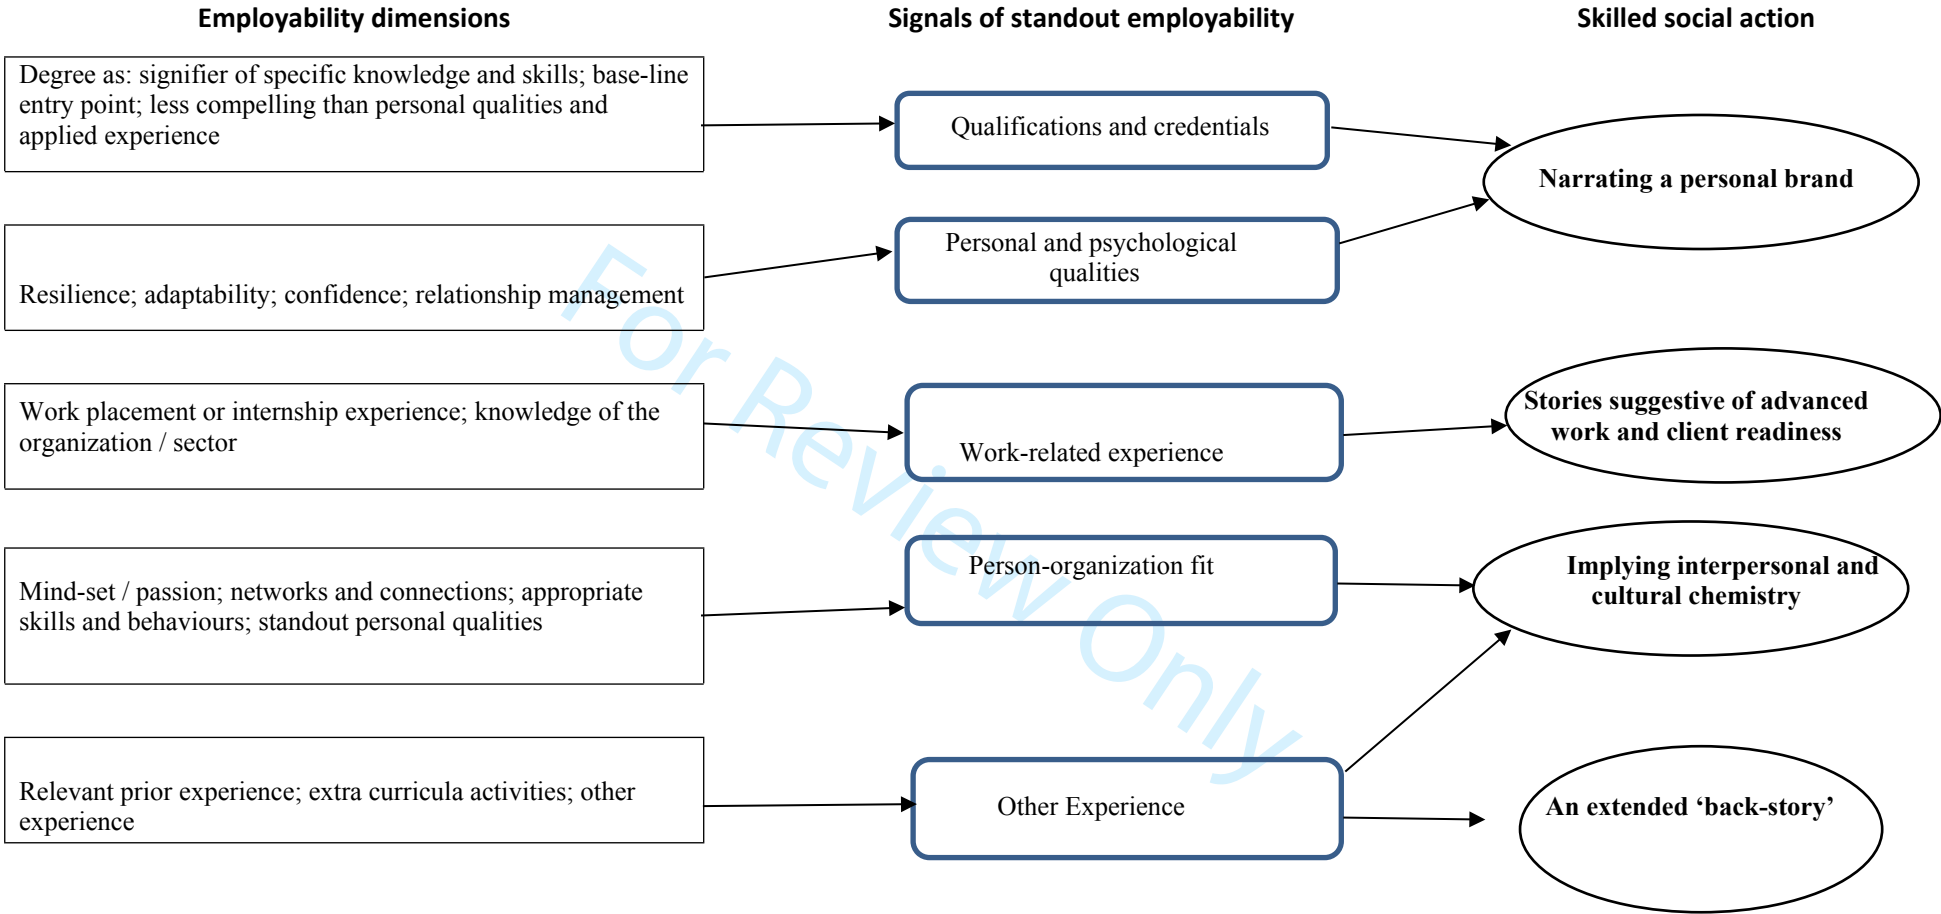 Employability dimensions
Signals of standout employability
Skilled social action
Degree as: signifier of specific knowledge and skills; base-line
entry point; less compelling than personal qualities and
applied experience
Qualifications and credentials
Narrating a personal brand
Resilience; adaptability; confidence; relationship management
Personal and psychological
qualities
Work placement or internship experience; knowledge of the
organization / sector
Work-related experience
Stories suggestive of advanced
work and client readiness
Mind-set / passion; networks and connections; appropriate
skills and behaviours; standout personal qualities
Person-organization fit
Implying interpersonal and
cultural chemistry
Relevant prior experience; extra curricula activities; other
experience
Other Experience
An extended ‘back-story’
For Review Only